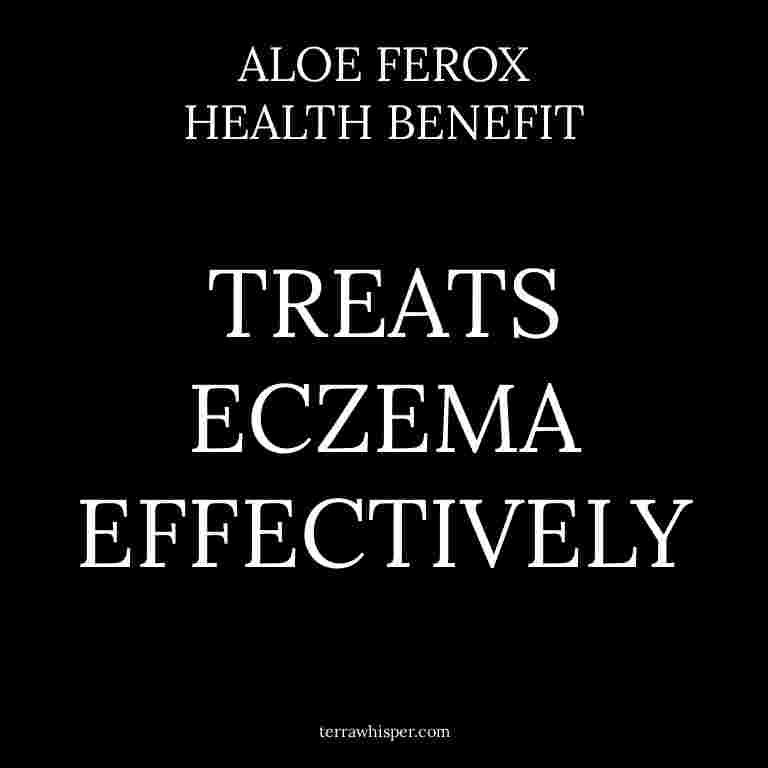 ALOE FEROX
HEALTH BENEFIT
TREATS
ECZEMA
EFFECTIVELY
terrawhisper.com